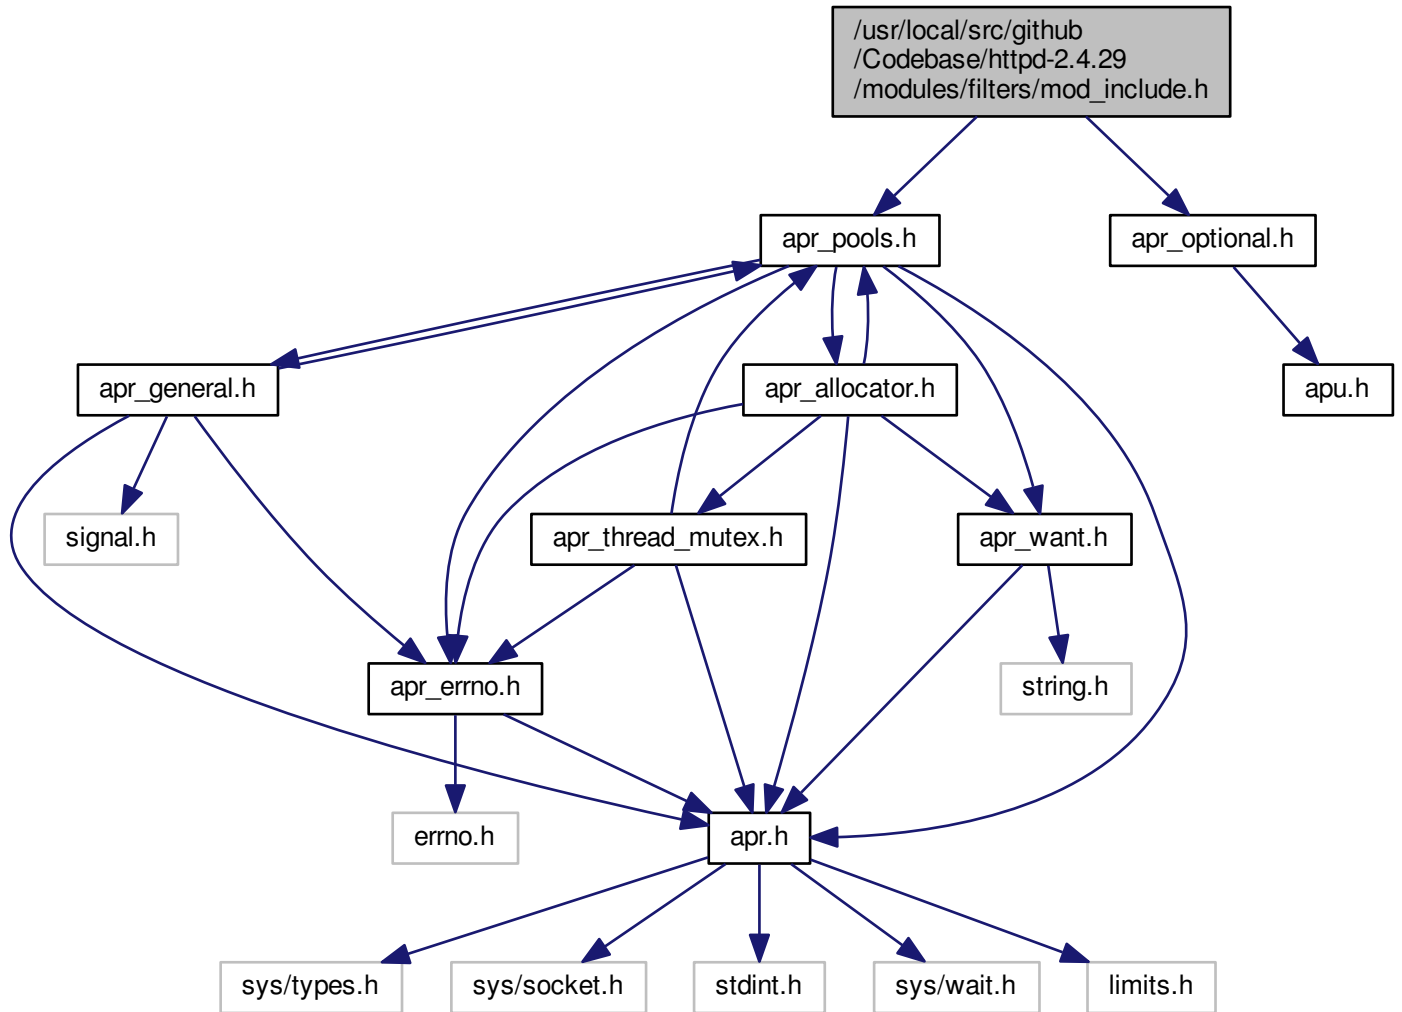 /usr/local/src/github
/Codebase/httpd-2.4.29
/modules/filters/mod_include.h
apr_pools.h
apr_optional.h
apr_general.h
apr_allocator.h
apu.h
signal.h
apr_thread_mutex.h
apr_want.h
apr_errno.h
string.h
errno.h
apr.h
sys/types.h
sys/socket.h
stdint.h
sys/wait.h
limits.h